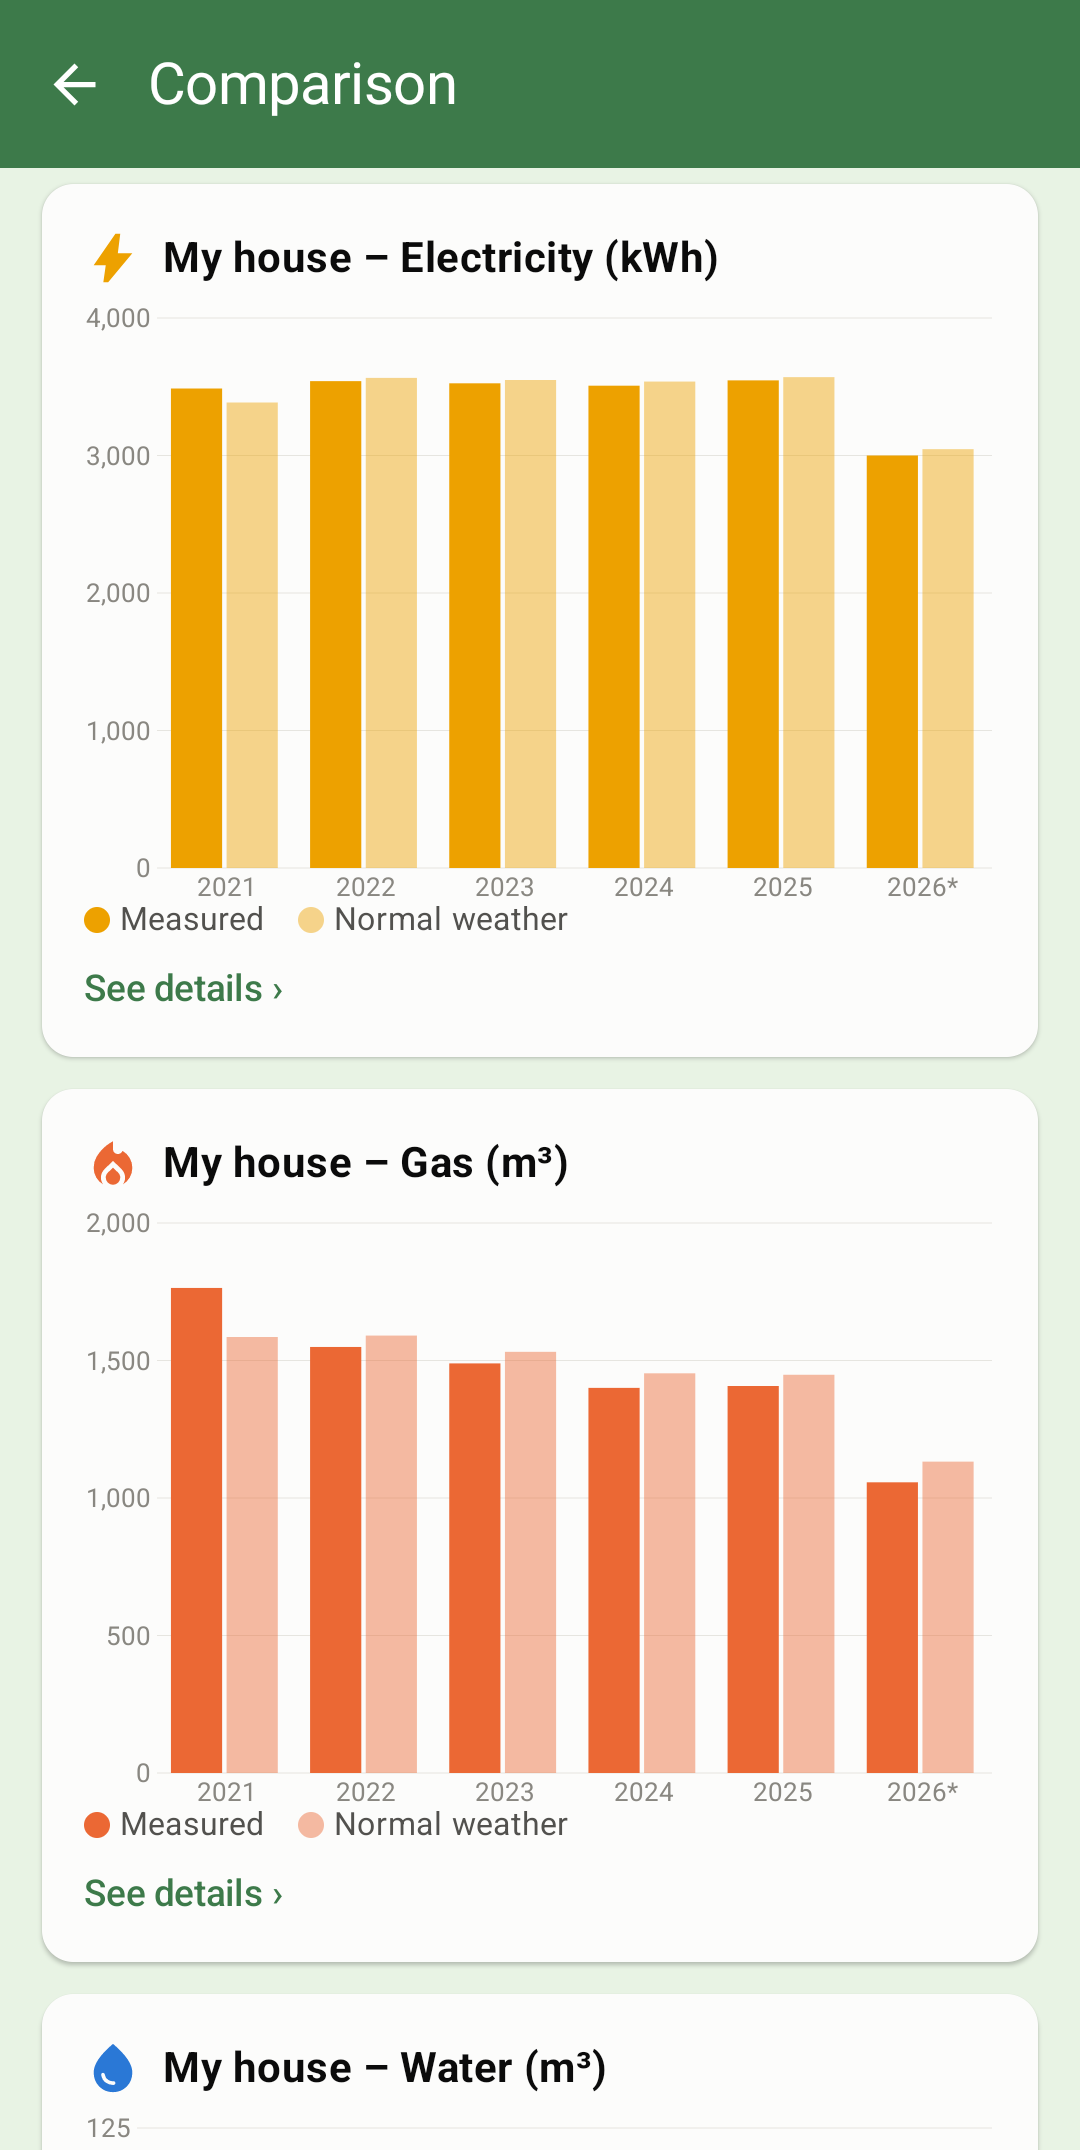 Comparison
My house – Electricity (kWh)
4,000
3,000
2,000
1,000
0
2021 2022 2023 2024 2025 2026*
Measured Normal weather
See details ›
My house – Gas (m³)
2,000
1,500
1,000
500
0
2021 2022 2023 2024 2025 2026*
Measured Normal weather
See details ›
My house – Water (m³)
125